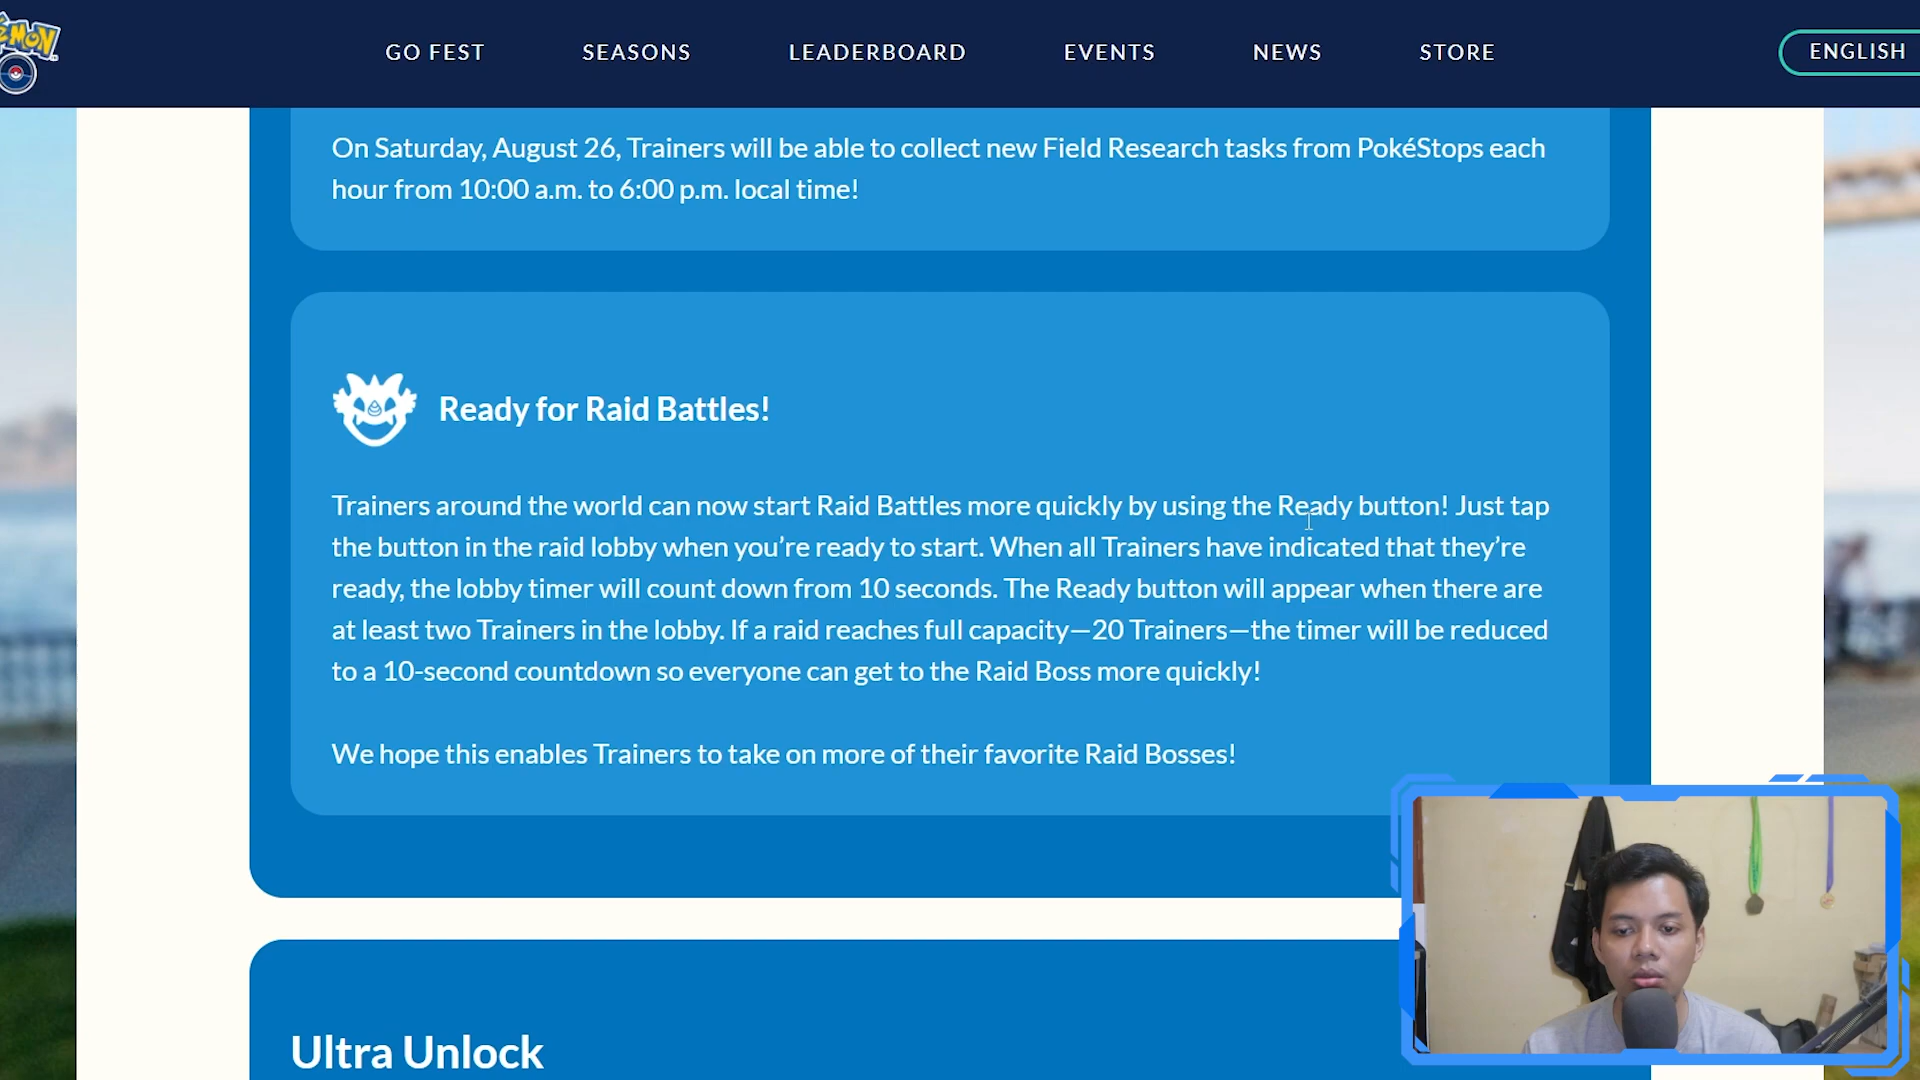 GO FEST SEASONS LEADERBOARD EVENTS NEWS STORE ENGLISH
On Saturday, August 26, Trainers will be able to collect new Field Research tasks from PokéStops each
hour from 10:00 a.m. to 6:00 p.m. local time!
Ready for Raid Battles!
Trainers around the world can now start Raid Battles more quickly by using the Ready button! Just tap
the button in the raid lobby when you’re ready to start. When all Trainers have indicated that they’re
ready, the lobby timer will count down from 10 seconds. The Ready button will appear when there are
at least two Trainers in the lobby. If a raid reaches full capacity—20 Trainers—the timer will be reduced
to a 10-second countdown so everyone can get to the Raid Boss more quickly!
We hope this enables Trainers to take on more of their favorite Raid Bosses!
Ultra Unlock